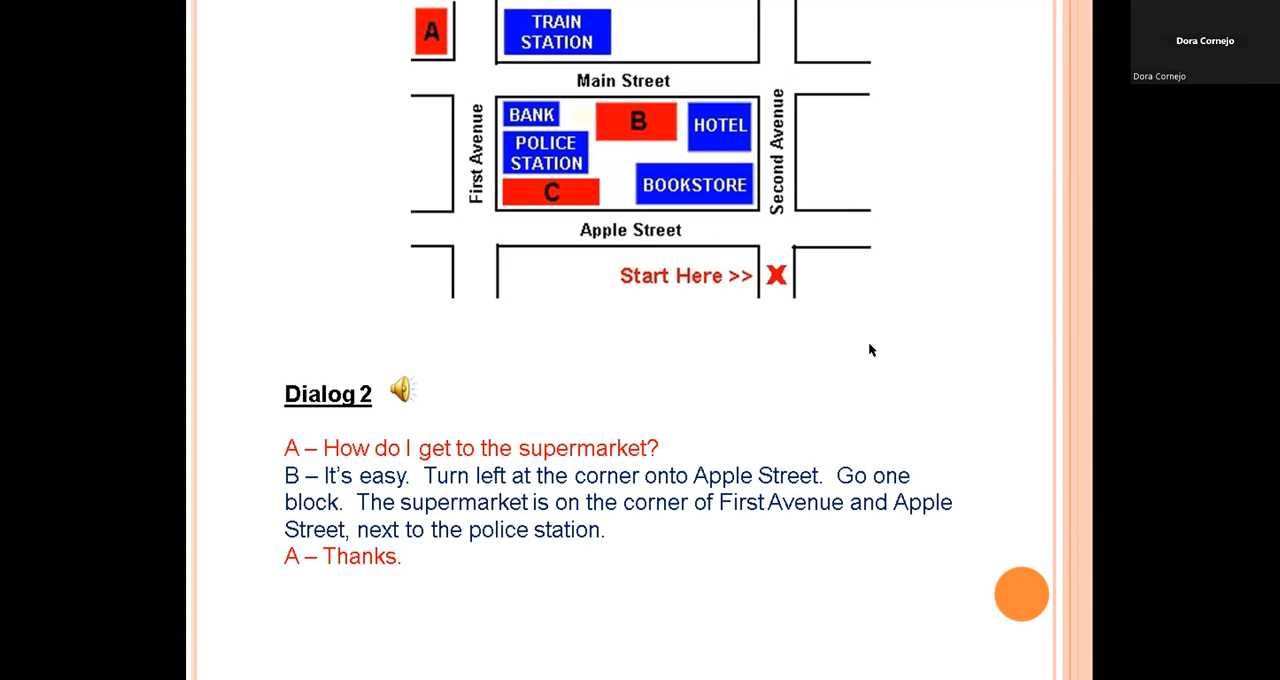 A
TRAIN
STATION
Main Street
First Avenue
BANK
B
HOTEL
POLICE
STATION
C
BOOKSTORE
Second Avenue
Apple Street
Start Here >> X
Dora Cornejo
Dora Cornejo
Dialog 2
A – How do I get to the supermarket?
B – It’s easy. Turn left at the corner onto Apple Street. Go one
block. The supermarket is on the corner of First Avenue and Apple
Street, next to the police station.
A – Thanks.